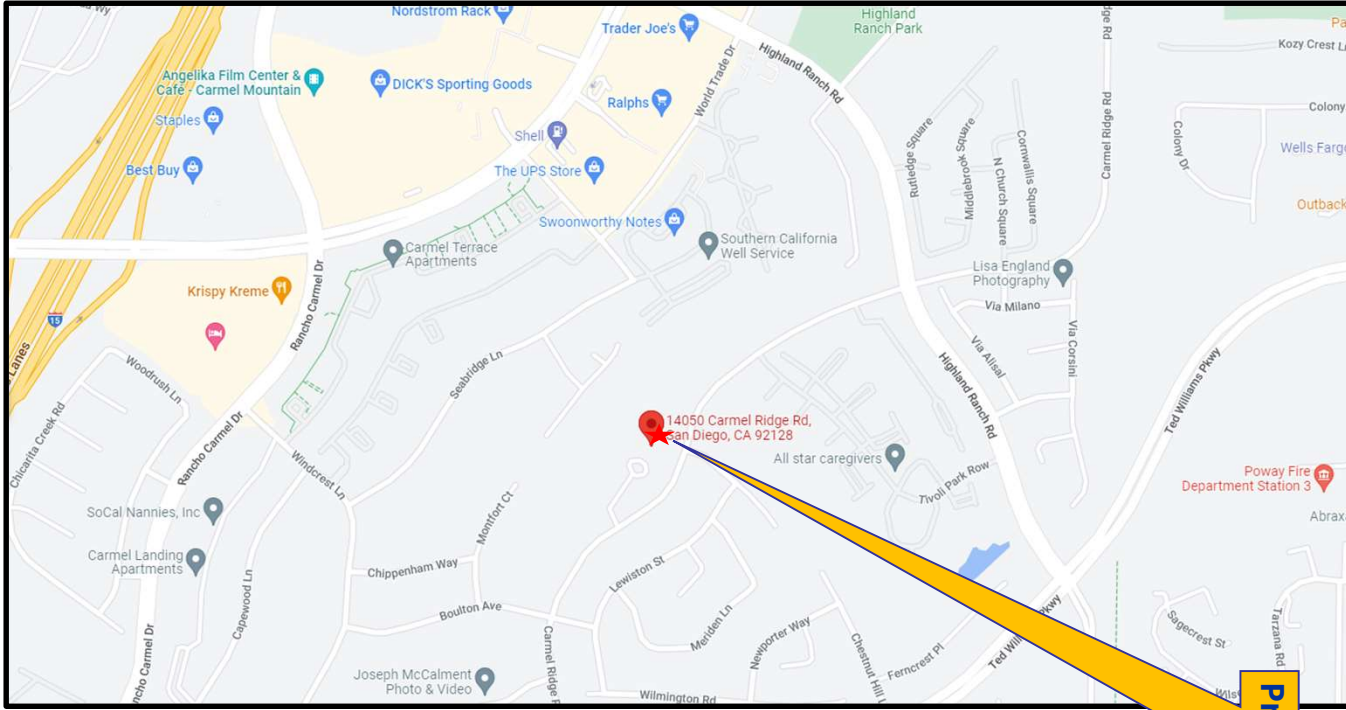 Nordstrom Rack
Trader Joe's
Highland
Ranch Park
Kozy Crest
Angelika Film Center &
Café - Carmel Mountain
DICK'S Sporting Goods
World Trade Dr
Highland Ranch Rd
Carmel Ridge Rd
Staples
Ralphs
Colony
Colony Dr
Shell
Rutledge Square
Middlebrook Square
N Church Square
Cornwallis Square
Wells Fargo
Best Buy
The UPS Store
Outback
Swoonworthy Notes
Carmel Terrace
Apartments
Southern California
Well Service
Lisa England
Photography
Krispy Kreme
Rancho Carmel Dr
Via Milano
15
Lanes
Via Alisal
Via Corsini
Woodrush Ln
Seabridge Ln
Highland Ranch Rd
Ted Williams Pkwy
Chicarita Creek Rd
14050 Carmel Ridge Rd,
San Diego, CA 92128
Rancho Carmel Dr
Windcrest Ln
All star caregivers
Tivoli Park Row
Poway Fire
Department Station 3
SoCal Nannies, Inc
Montfort Ct
Carmel Landing
Apartments
Chippenham Way
Lewiston St
Capewood Ln
Boulton Ave
Meriden Ln
Newporter Way
Chestnut Hill
Ferncrest Pl
Ted Williams Pkwy
Sagecrest St
Tarzana Rd
Rancho Carmel Dr
Carmel Ridge
Joseph McCalment
Photo & Video
Wilmington Rd